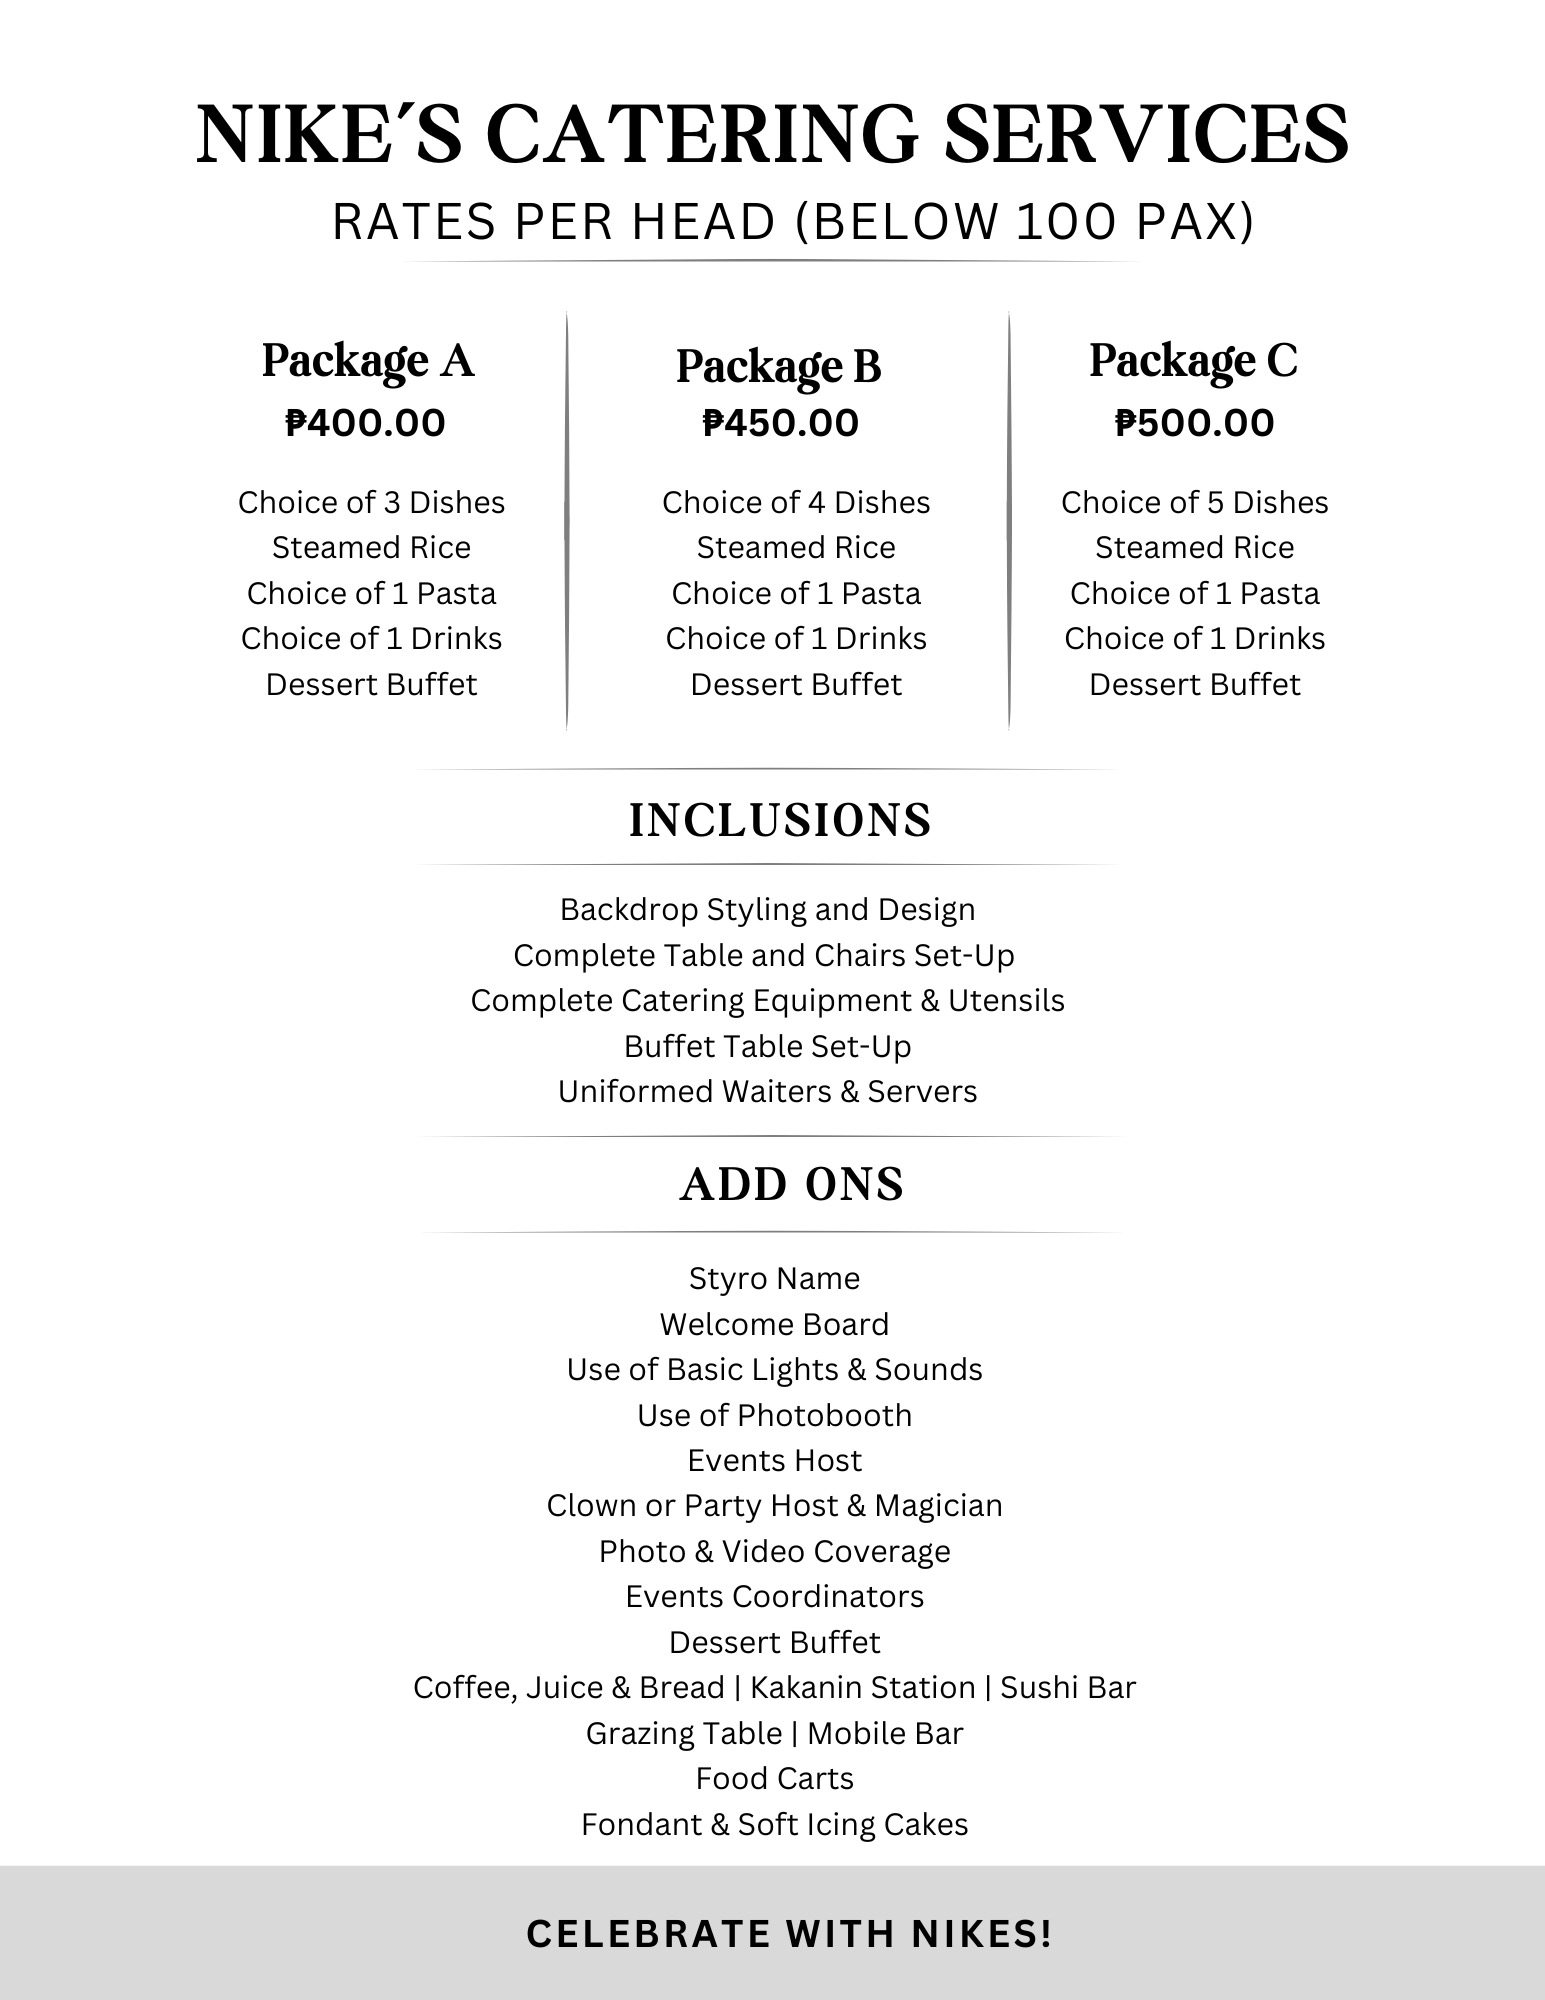 NIKE´S CATERING SERVICES
RATES PER HEAD (BELOW 100 PAX)
Package A
₱400.00
Choice of 3 Dishes
Steamed Rice
Choice of 1 Pasta
Choice of 1 Drinks
Dessert Buffet
Package B
₱450.00
Choice of 4 Dishes
Steamed Rice
Choice of 1 Pasta
Choice of 1 Drinks
Dessert Buffet
Package C
₱500.00
Choice of 5 Dishes
Steamed Rice
Choice of 1 Pasta
Choice of 1 Drinks
Dessert Buffet
INCLUSIONS
Backdrop Styling and Design
Complete Table and Chairs Set-Up
Complete Catering Equipment & Utensils
Buffet Table Set-Up
Uniformed Waiters & Servers
ADD ONS
Styro Name
Welcome Board
Use of Basic Lights & Sounds
Use of Photobooth
Events Host
Clown or Party Host & Magician
Photo & Video Coverage
Events Coordinators
Dessert Buffet
Coffee, Juice & Bread | Kakanin Station | Sushi Bar
Grazing Table | Mobile Bar
Food Carts
Fondant & Soft Icing Cakes
CELEBRATE WITH NIKES!